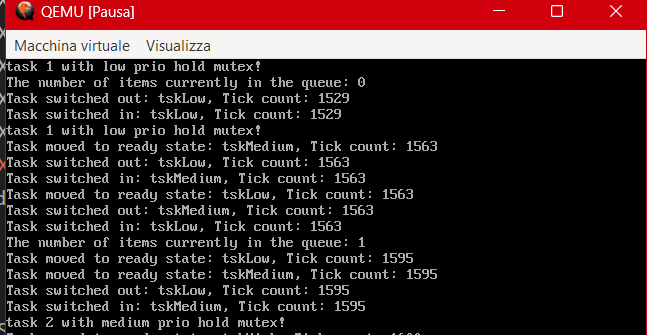 QEMU [Pausa]
Macchina virtuale Visualizza
task 1 with low prio hold mutex!
The number of items currently in the queue: 0
Task switched out: tskLow, Tick count: 1529
Task switched in: tskLow, Tick count: 1529
task 1 with low prio hold mutex!
Task moved to ready state: tskMedium, Tick count: 1563
Task switched out: tskLow, Tick count: 1563
Task switched in: tskMedium, Tick count: 1563
Task moved to ready state: tskLow, Tick count: 1563
Task switched out: tskMedium, Tick count: 1563
Task switched in: tskLow, Tick count: 1563
The number of items currently in the queue: 1
Task moved to ready state: tskLow, Tick count: 1595
Task moved to ready state: tskMedium, Tick count: 1595
Task switched out: tskLow, Tick count: 1595
Task switched in: tskMedium, Tick count: 1595
task 2 with medium prio hold mutex!